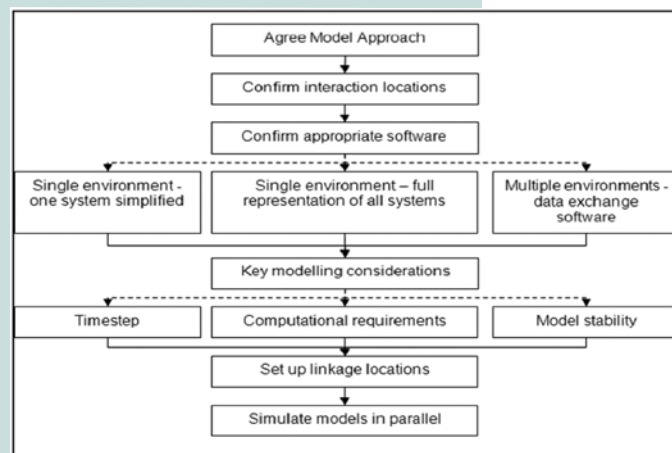 Agree Model Approach
Confirm interaction locations
Confirm appropriate software
Single environment -
one system simplified
Single environment – full
representation of all systems
Multiple environments -
data exchange
software
Key modelling considerations
Timestep
Computational requirements
Model stability
Set up linkage locations
Simulate models in parallel